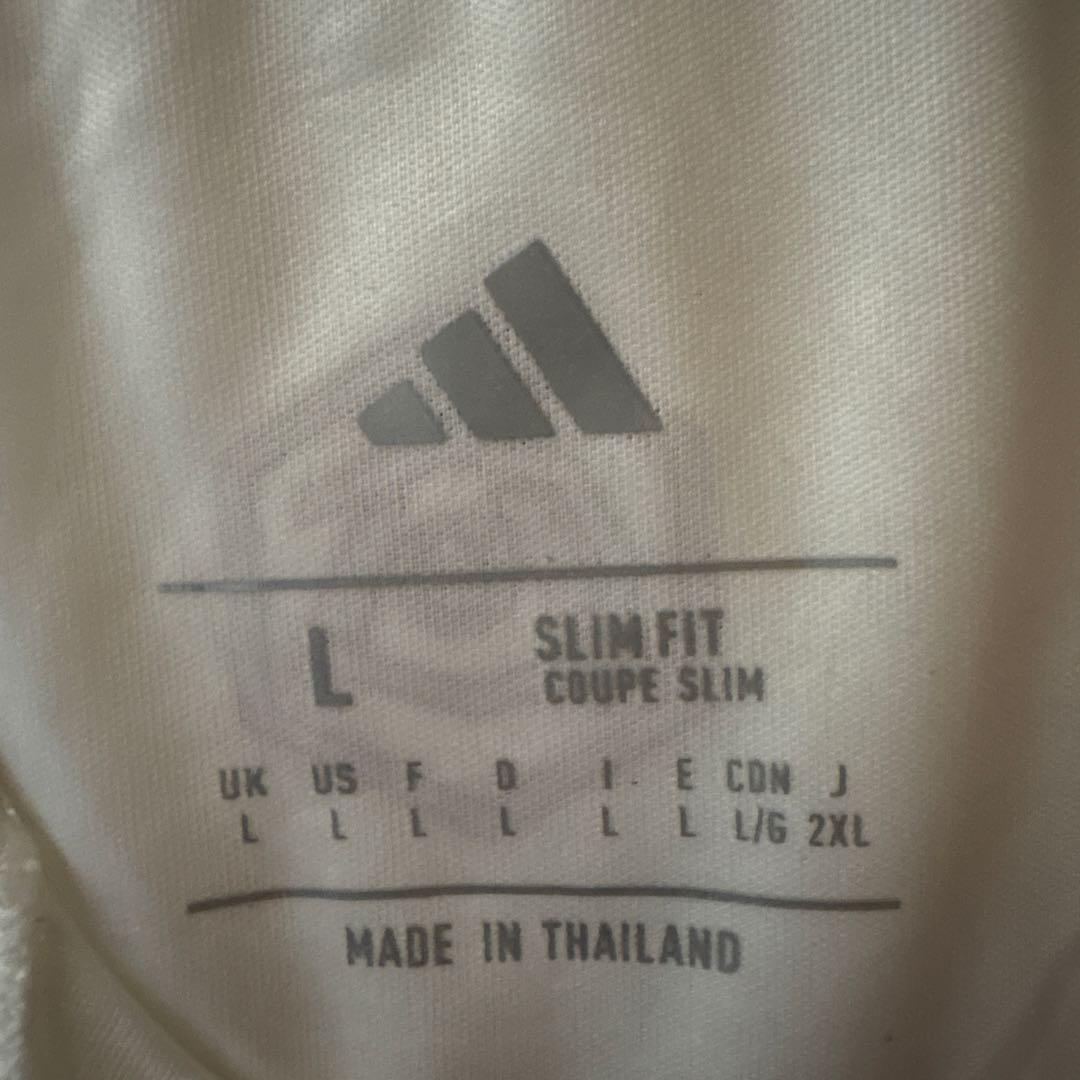 L
SLIM FIT
COUPE SLIM
UK US F D I E CDN J
L L L L L L L/G 2XL
MADE IN THAILAND